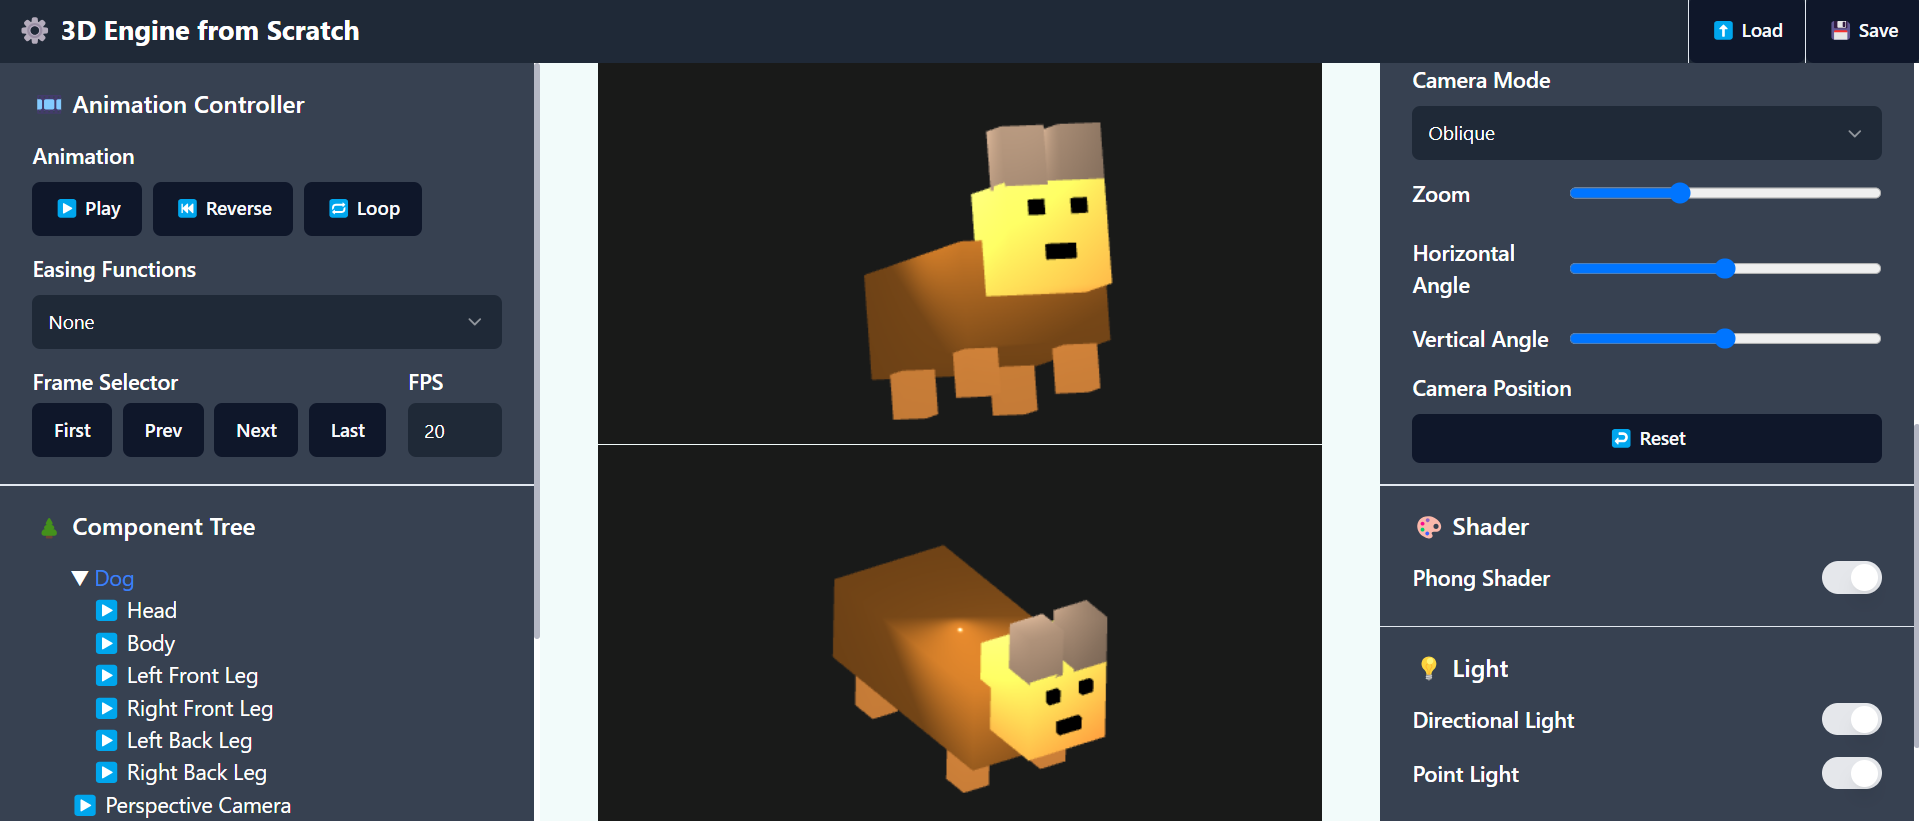 3D Engine from Scratch
Load
Save
Animation Controller
Animation
Play
Reverse
Loop
Easing Functions
None
Frame Selector
FPS
First
Prev
Next
Last
20
Component Tree
Dog
Head
Body
Left Front Leg
Right Front Leg
Left Back Leg
Right Back Leg
Perspective Camera
Camera Mode
Oblique
Zoom
Horizontal
Angle
Vertical Angle
Camera Position
Reset
Shader
Phong Shader
Light
Directional Light
Point Light